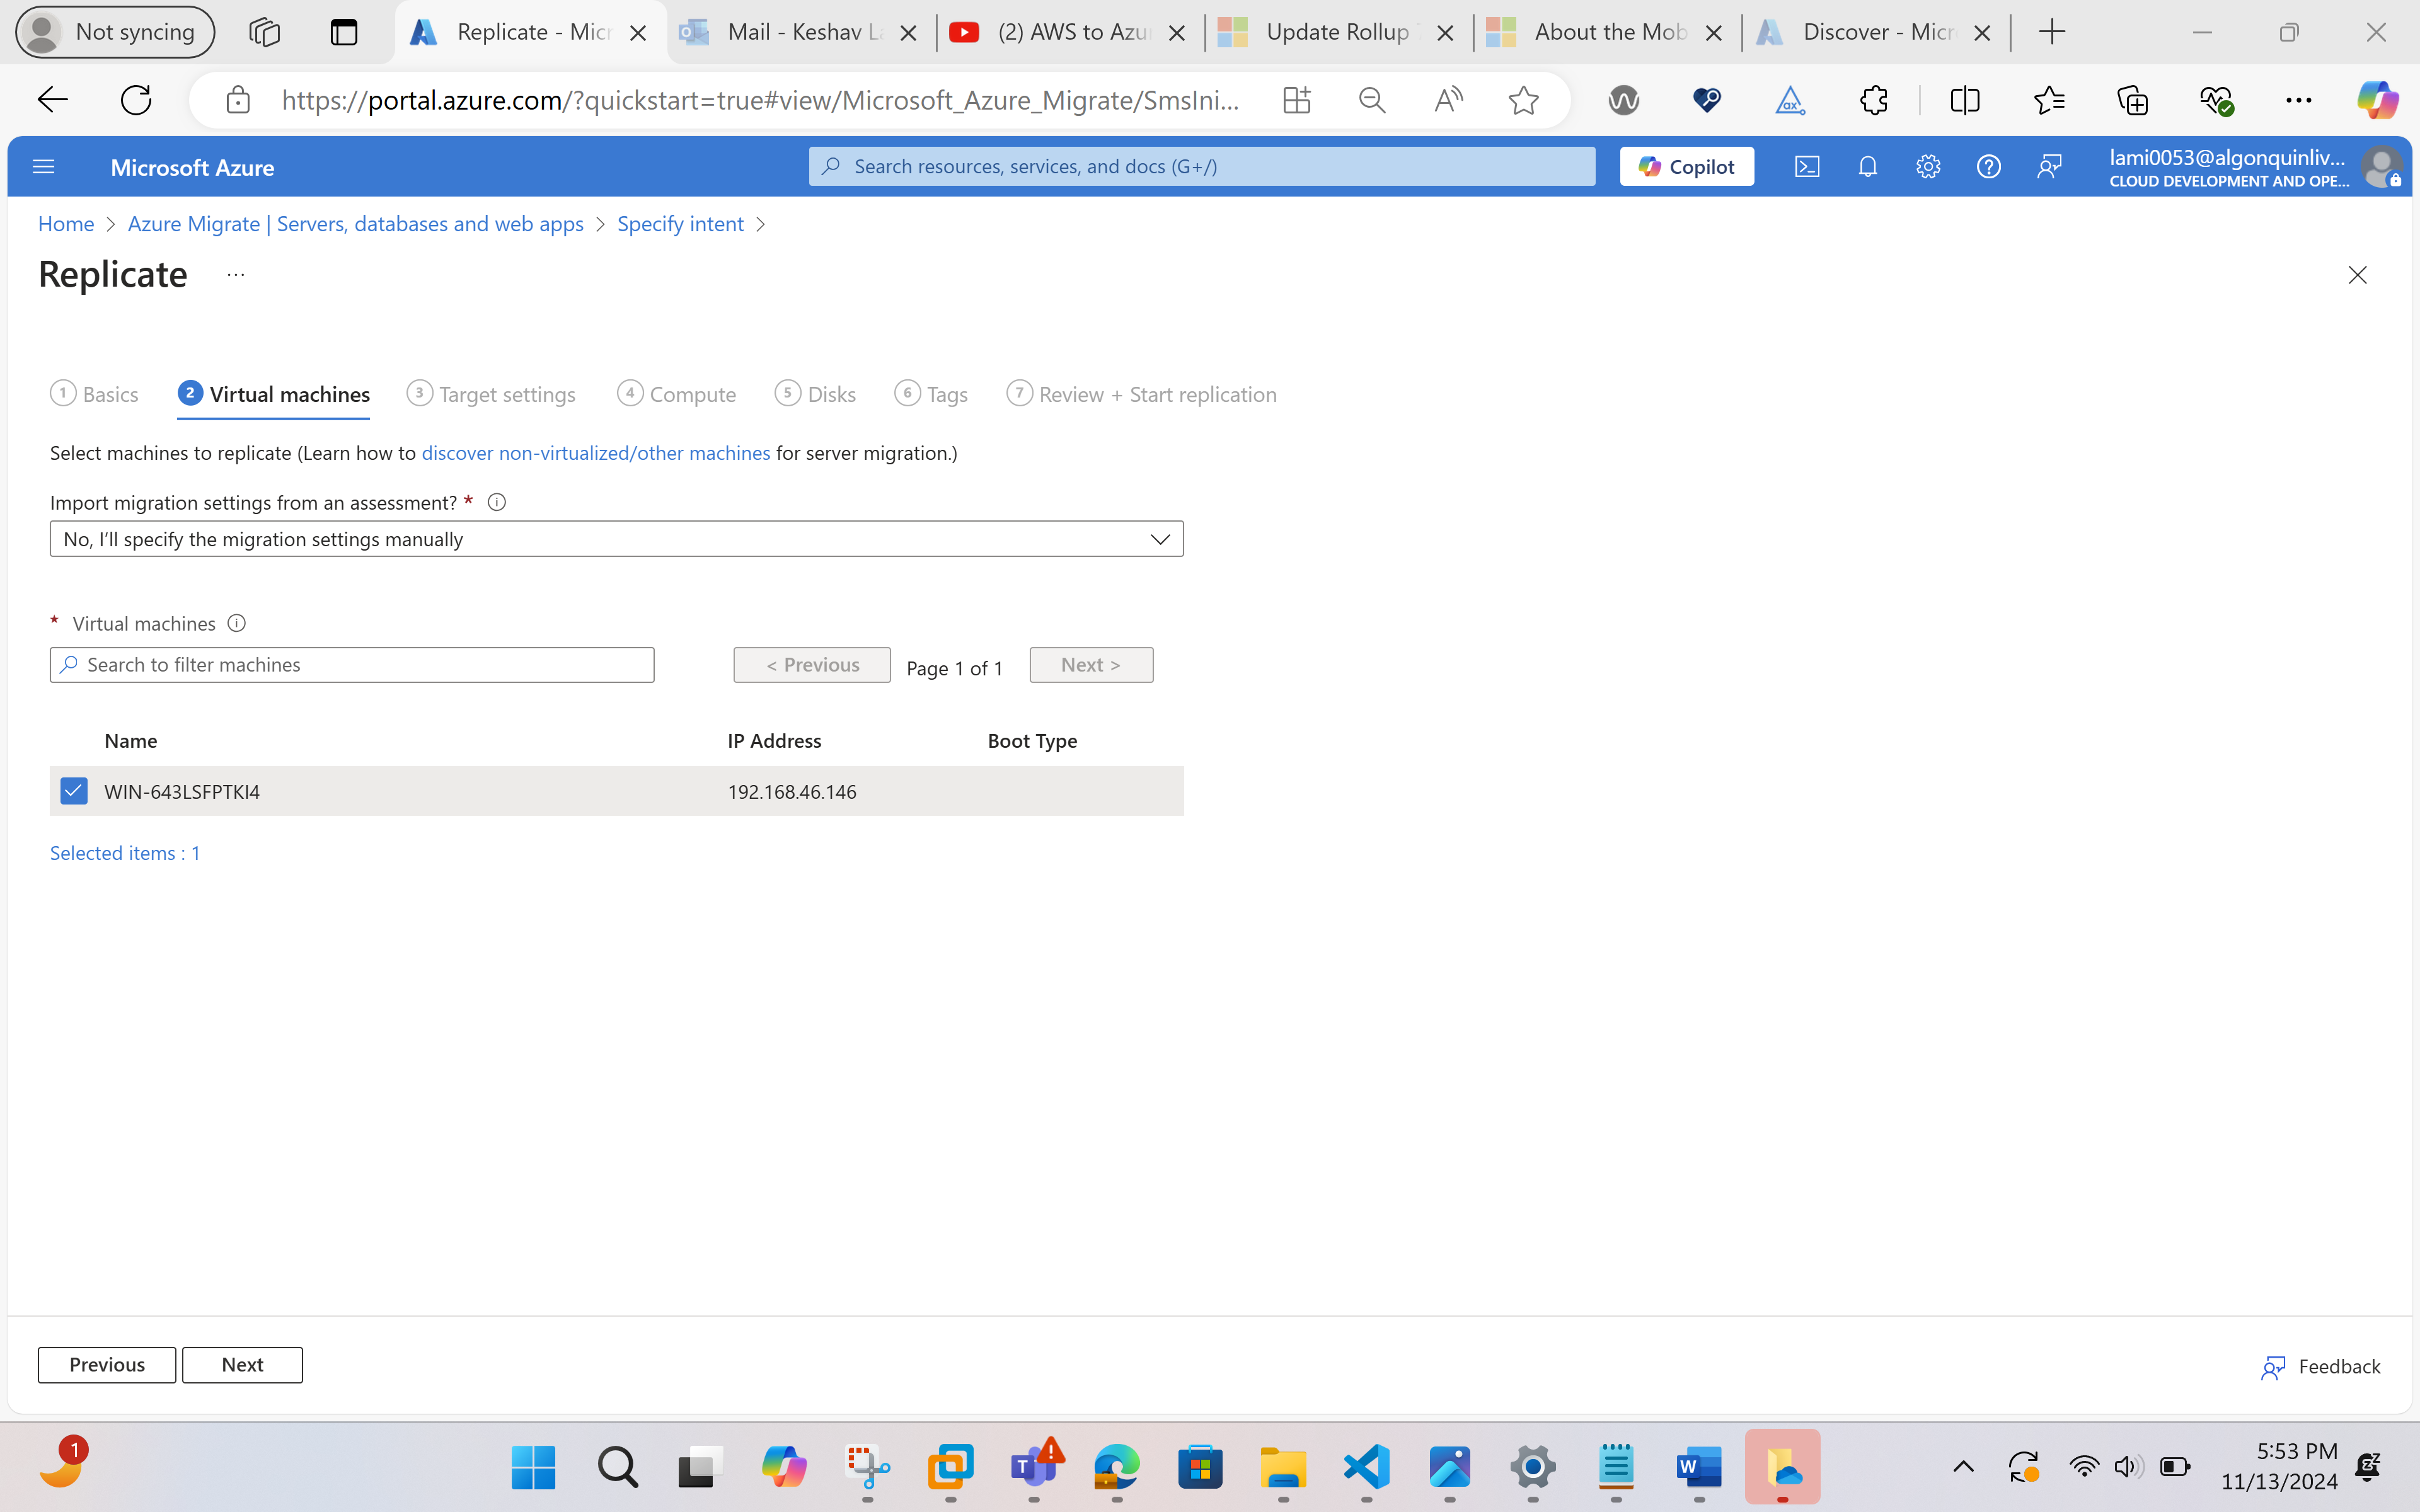 Not syncing
Replicate - Micr
Mail - Keshav La
(2) AWS to Azu
Update Rollup
About the Mob
Discover - Micr
https://portal.azure.com/?quickstart=true#view/Microsoft_Azure_Migrate/SmsIni...
Microsoft Azure
Search resources, services, and docs (G+/)
Copilot
lami0053@algonquinliv...
CLOUD DEVELOPMENT AND OPE...
Home > Azure Migrate | Servers, databases and web apps > Specify intent >
Replicate ...
1 Basics
2 Virtual machines
3 Target settings
4 Compute
5 Disks
6 Tags
7 Review + Start replication
Select machines to replicate (Learn how to discover non-virtualized/other machines for server migration.)
Import migration settings from an assessment? *
No, I'll specify the migration settings manually
* Virtual machines
Search to filter machines
< Previous
Page 1 of 1
Next >
Name IP Address Boot Type
WIN-643LSFPTKI4 192.168.46.146
Selected items : 1
Previous
Next
Feedback
1
5:53 PM
11/13/2024